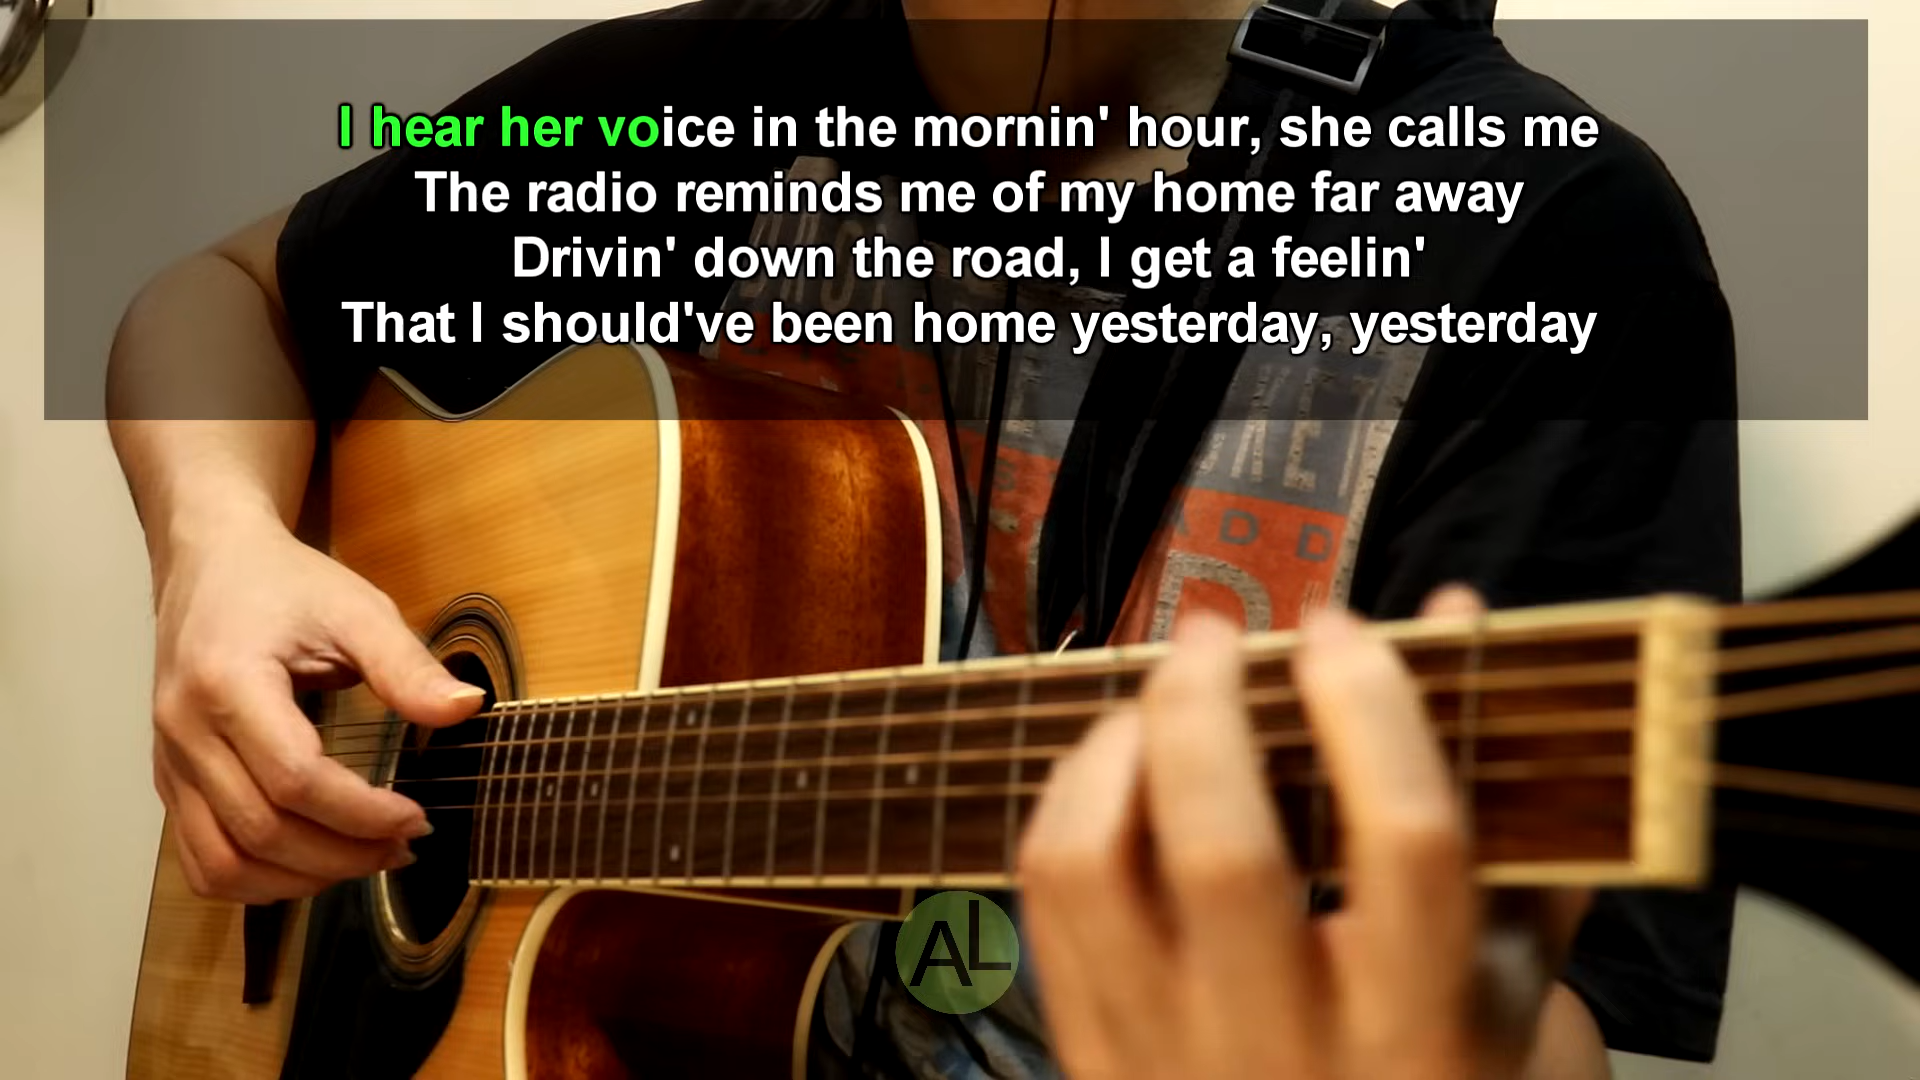 I hear her voice in the mornin' hour, she calls me
The radio reminds me of my home far away
Drivin' down the road, I get a feelin'
That I should've been home yesterday, yesterday
AL